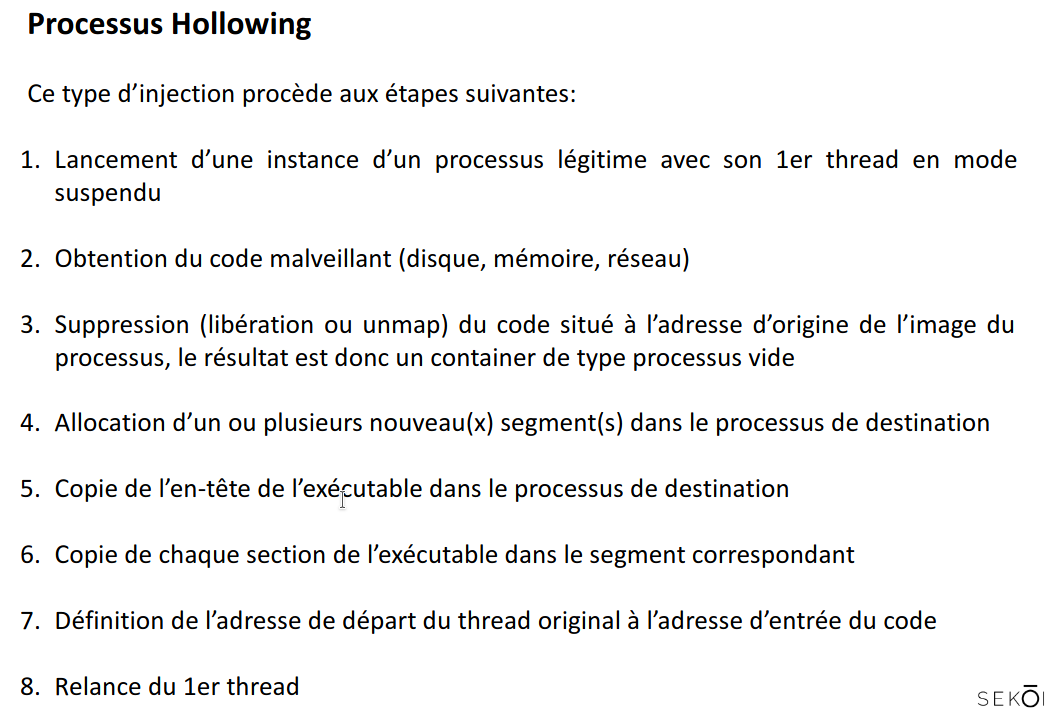 Processus Hollowing
Ce type d’injection procède aux étapes suivantes:
1. Lancement d’une instance d’un processus légitime avec son 1er thread en mode
suspendu
2. Obtention du code malveillant (disque, mémoire, réseau)
3. Suppression (libération ou unmap) du code situé à l’adresse d’origine de l’image du
processus, le résultat est donc un container de type processus vide
4. Allocation d’un ou plusieurs nouveau(x) segment(s) dans le processus de destination
5. Copie de l’en-tête de l’exécutable dans le processus de destination
6. Copie de chaque section de l’exécutable dans le segment correspondant
7. Définition de l’adresse de départ du thread original à l’adresse d’entrée du code
8. Relance du 1er thread